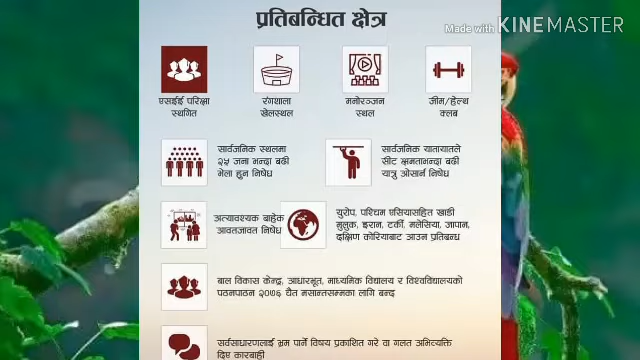 प्रतिबन्धित क्षेत्र
Made with KINEMASTER
एसईई परिक्षा
स्थगित
रंगशाला
खेलस्थल
मनोरञ्जन
स्थल
जीम/हेल्थ
क्लब
सार्वजनिक स्थलमा
२५ जना भन्दा बढी
भेला हुन निषेध
सार्वजनिक यातायातले
सीट क्षमताभन्दा बढी
यात्रु ओसार्न निषेध
अत्यावश्यक बाहेक
आवतजावत निषेध
युरोप, पश्चिम एसियासहित खाडी
मुलुक, इरान, टर्की, मलेसिया, जापान,
दक्षिण कोरियाबाट आउन प्रतिबन्ध
बाल विकास केन्द्र, आधारभूत, माध्यमिक विद्यालय र विश्वविद्यालयको
पठनपाठन २०७६ चैत मसान्तसम्मका लागि बन्द
सर्वसाधारणलाई भ्रम पार्ने विषय प्रकाशित गरे वा गलत अभिव्यक्ति
दिए कारबाही